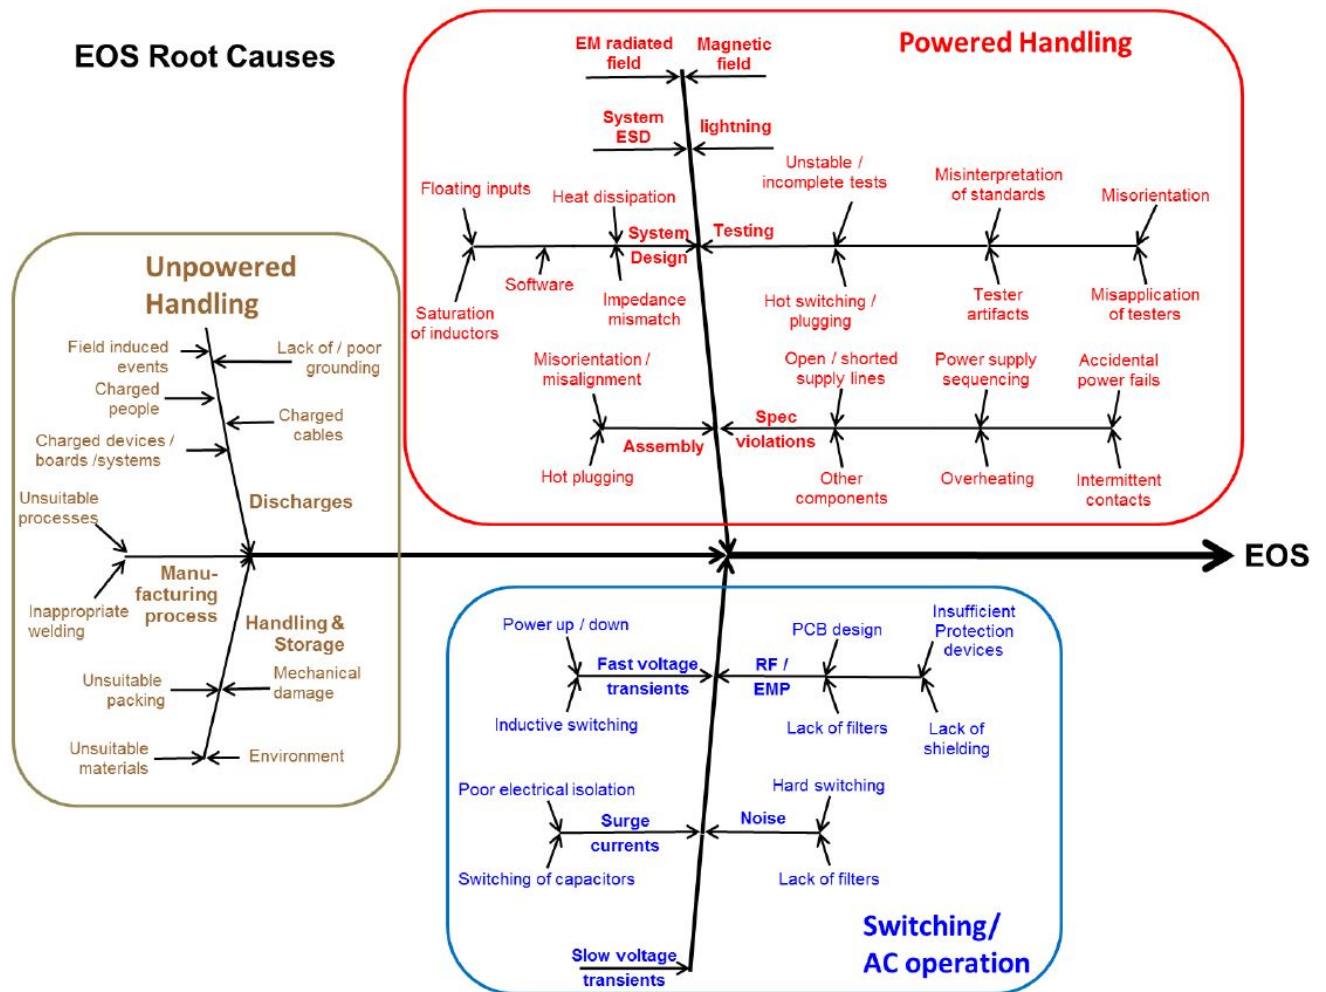 EOS Root Causes
Powered Handling
EM radiated
field
Magnetic
field
System
ESD
lightning
Floating inputs
Heat dissipation
Unstable /
incomplete tests
Misinterpretation
of standards
Misorientation
System
Design
Testing
Saturation
of inductors
Software
Impedance
mismatch
Hot switching /
plugging
Tester
artifacts
Misapplication
of testers
Misorientation /
misalignment
Open / shorted
supply lines
Power supply
sequencing
Accidental
power fails
Assembly
Spec
violations
Hot plugging
Other
components
Overheating
Intermittent
contacts
Unpowered
Handling
Field induced
events
Lack of / poor
grounding
Charged
people
Charged
cables
Charged devices /
boards /systems
Discharges
Unsuitable
processes
Manu-
facturing
process
Inappropriate
welding
Handling &
Storage
Unsuitable
packing
Mechanical
damage
Unsuitable
materials
Environment
EOS
Power up / down
PCB design
Insufficient
Protection
devices
Fast voltage
transients
RF /
EMP
Inductive switching
Lack of filters
Lack of
shielding
Poor electrical isolation
Hard switching
Surge
currents
Noise
Switching of capacitors
Lack of filters
Slow voltage
transients
Switching/
AC operation